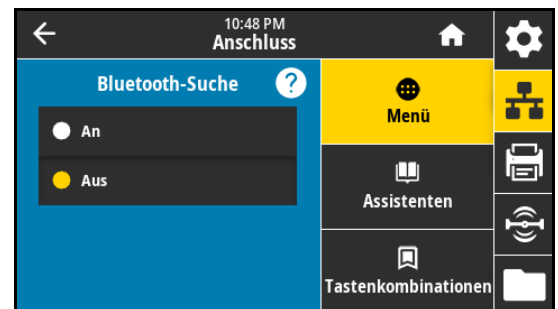 10:48 PM
Anschluss
Bluetooth-Suche ?
An
Aus
Menü
Assistenten
Tastenkombinationen